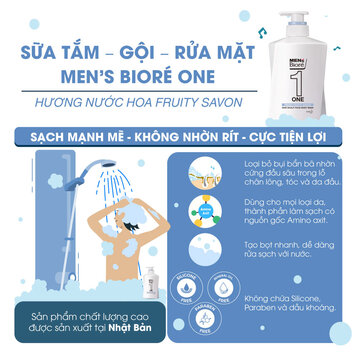 SỮA TẮM – GỘI – RỬA MẶT
MEN'S BIORÉ ONE
HƯƠNG NƯỚC HOA FRUITY SAVON
MEN'S
Bioré
1
ONE
SẠCH MẠNH MẼ - KHÔNG NHỜN RÍT - CỰC TIỆN LỢI
Loại bỏ bụi bẩn bã nhờn
cứng đầu sâu trong lỗ
chân lông, tóc và da đầu.
AMINO
AXIT
Dùng cho mọi loại da,
thành phần làm sạch có
nguồn gốc Amino axit.
Tạo bọt nhanh, dễ dàng
rửa sạch với nước.
SILICONE
FREE
MINERAL OIL
FREE
PARABEN
FREE
Không chứa Silicone,
Paraben và dầu khoáng.
Sản phẩm chất lượng cao
được sản xuất tại Nhật Bản